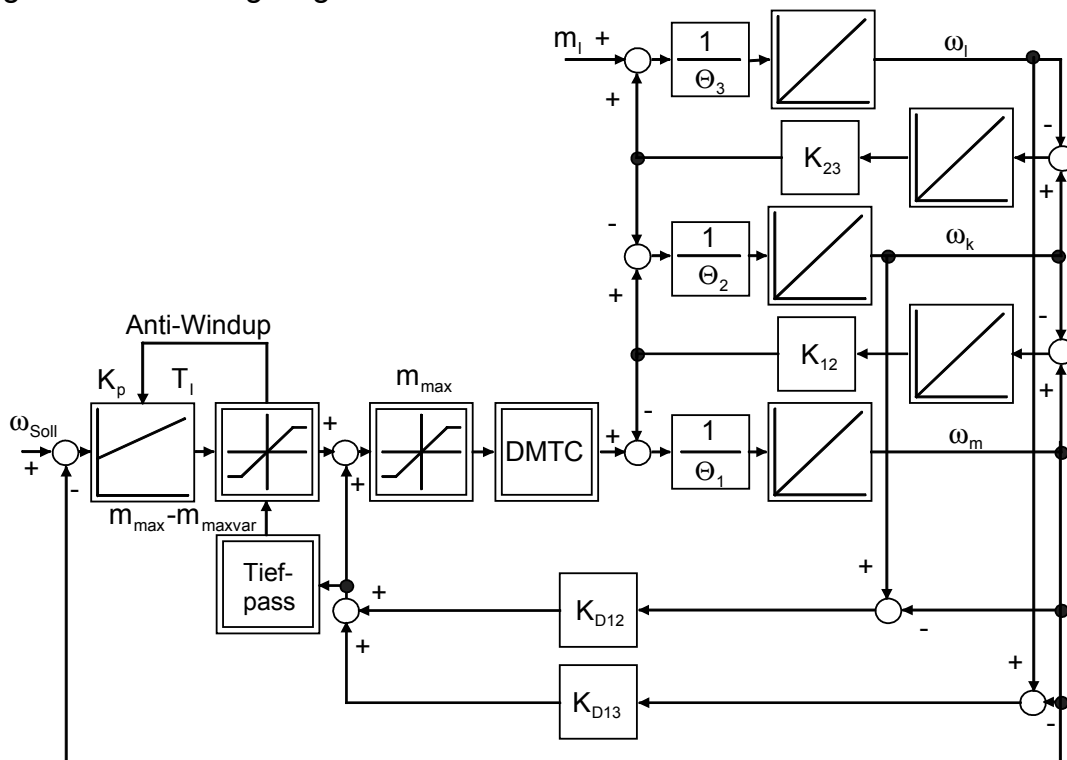 m_l +
1
Θ_3
ω_l
+
-
K_23
+
-
1
Θ_2
ω_k
+
-
Anti-Windup
K_12
+
K_p T_I
m_max
-
ω_Soll
+
+
DMTC
+
1
Θ_1
ω_m
+
-
m_max-m_maxvar
Tief-
pass
+
+
K_D12
-
+
+
K_D13
-